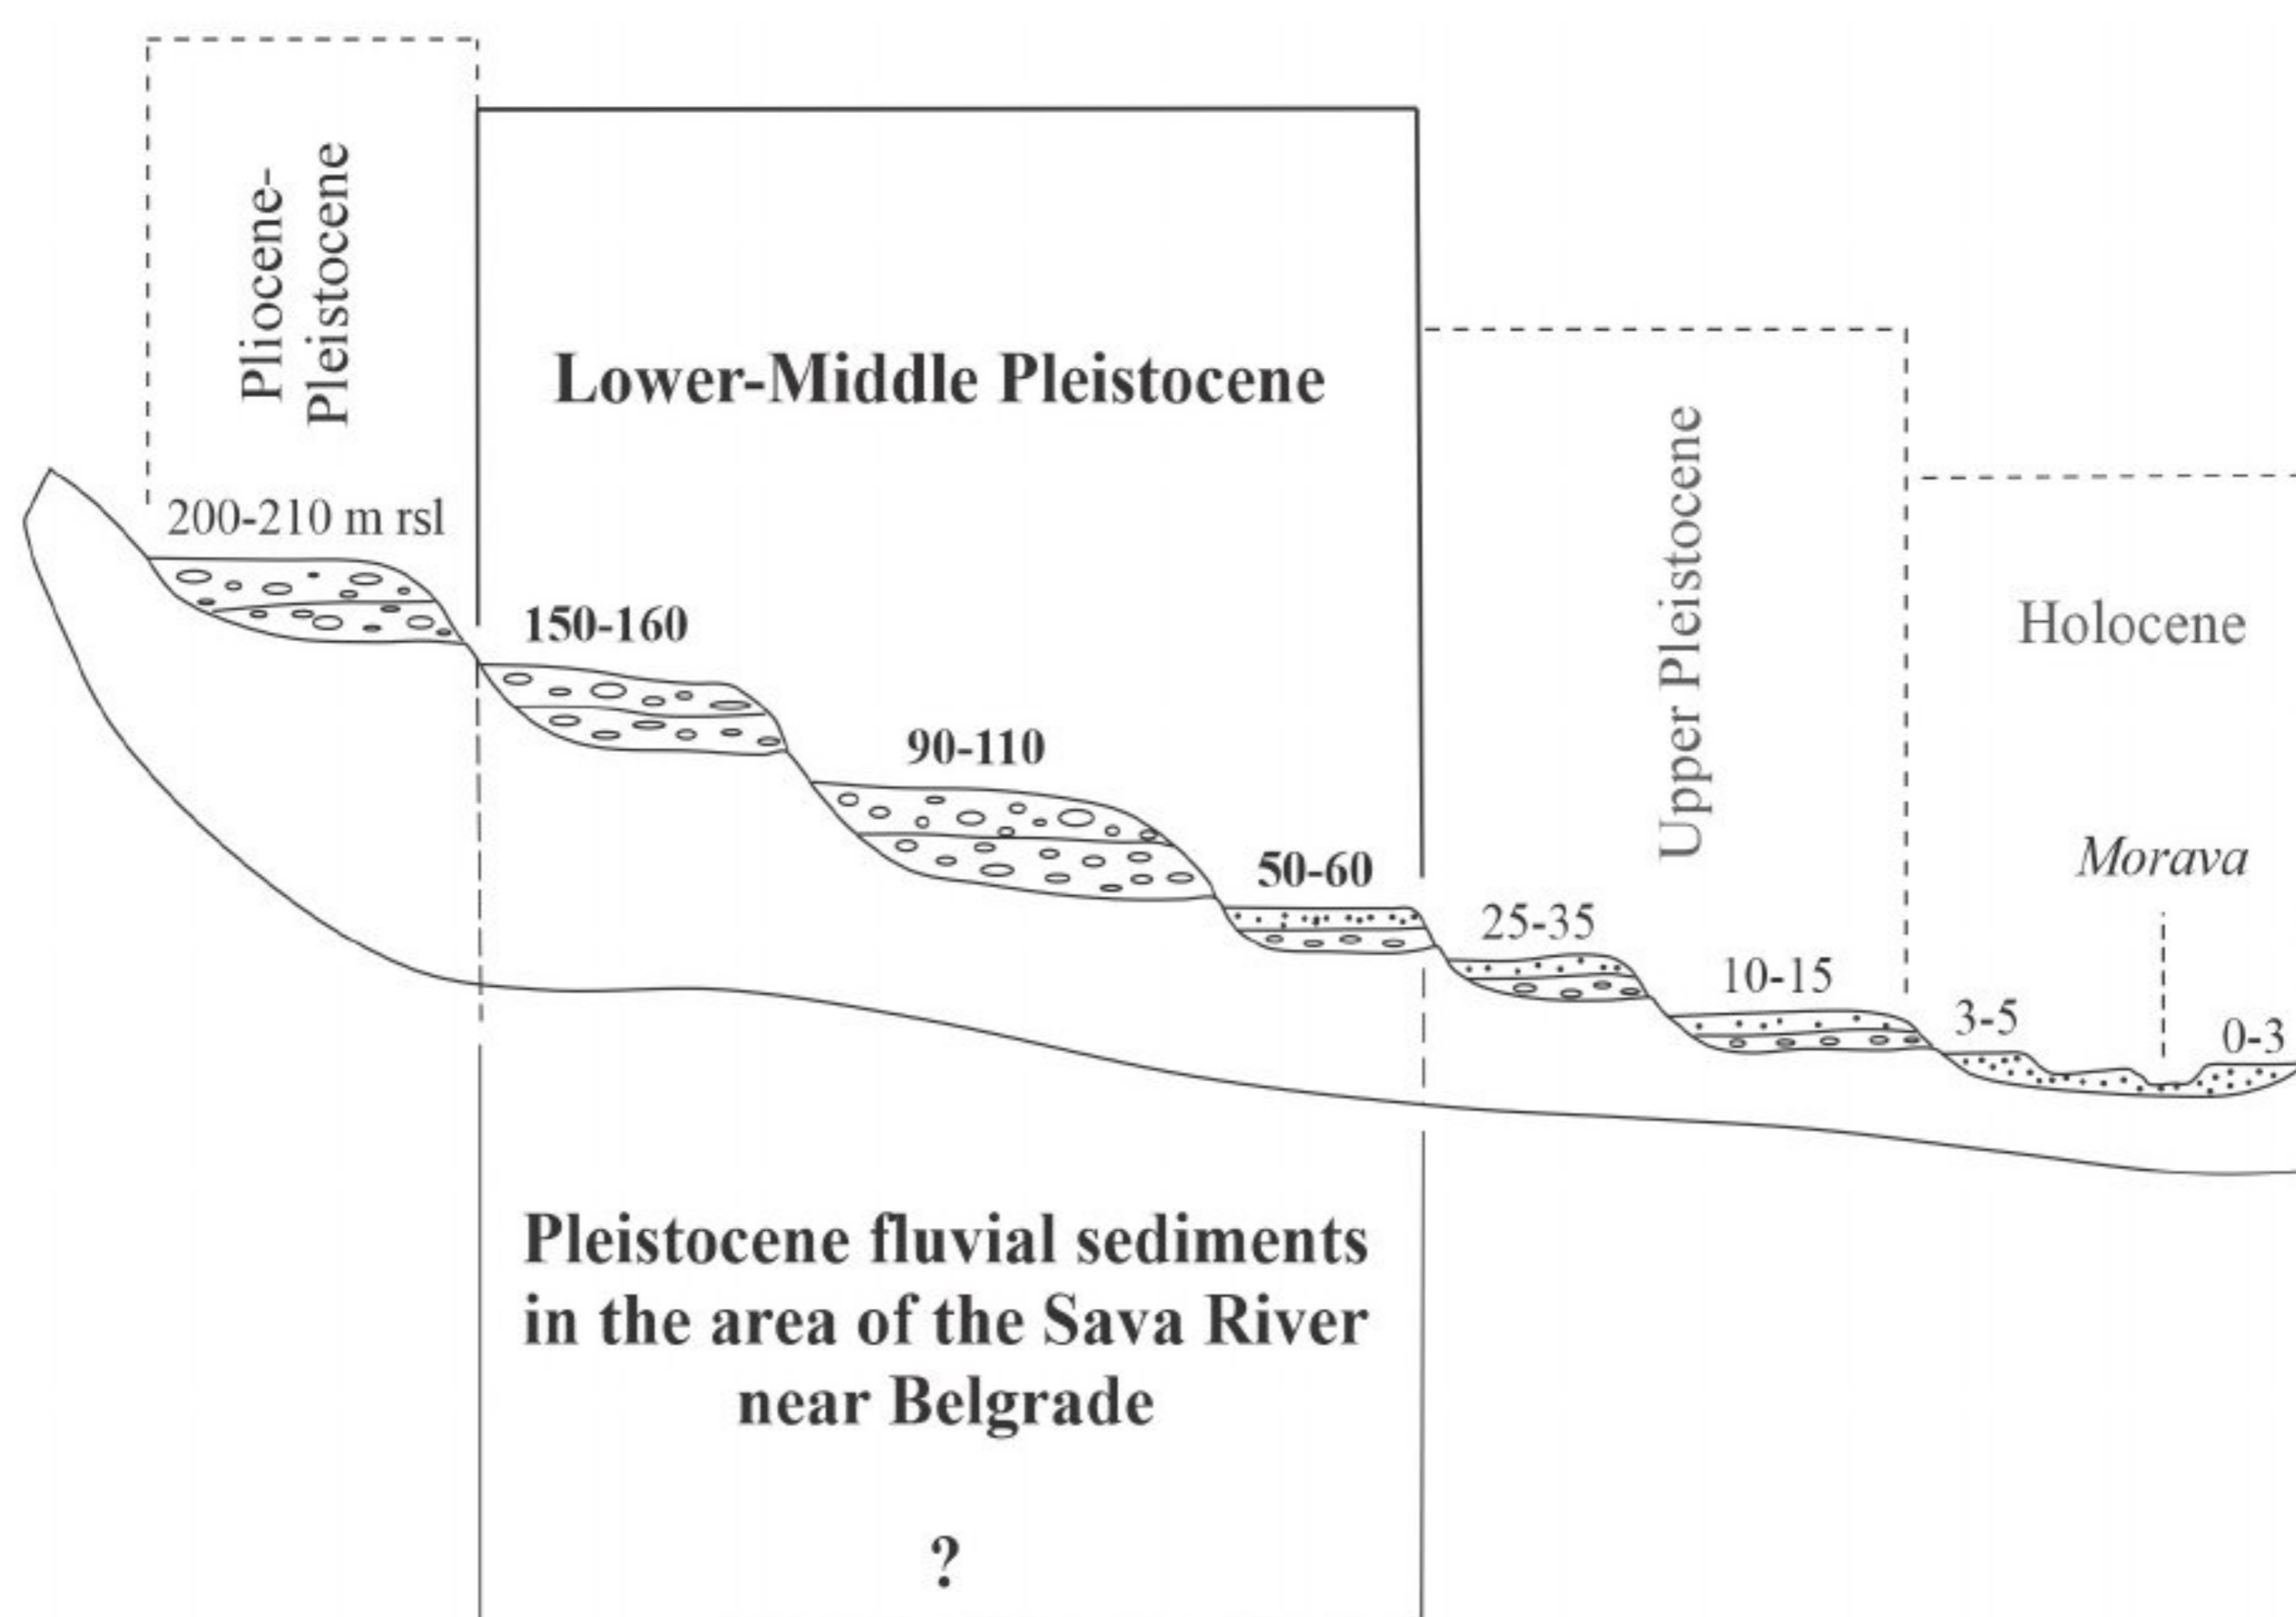 Pliocene-
Pleistocene
Lower-Middle Pleistocene
Upper Pleistocene
Holocene
Morava
200-210 m rsl
150-160
90-110
50-60
25-35
10-15
3-5
0-3
Pleistocene fluvial sediments
in the area of the Sava River
near Belgrade
?